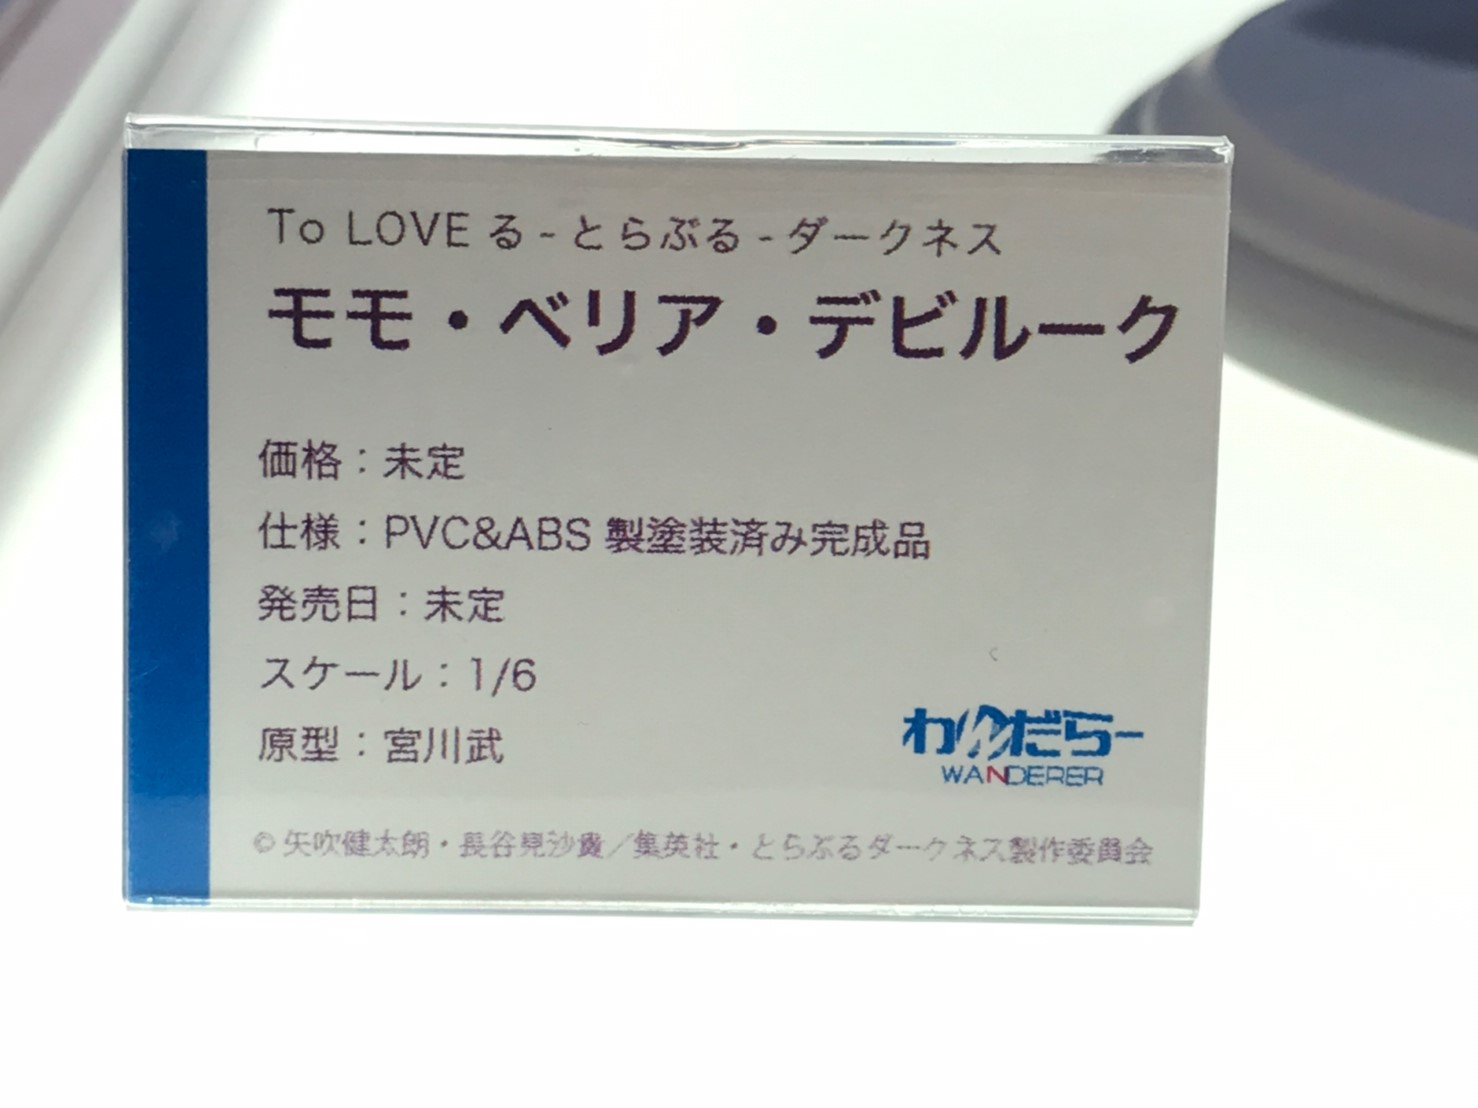 To LOVEる-とらぶる-ダークネス
モモ・ベリア・デビルーク
価格：未定
仕様：PVC&ABS 製塗装済み完成品
発売日：未定
スケール：1/6
原型：宮川武
わんだらー
WANDERER
© 矢吹健太朗・長谷見沙貴／集英社・とらぶるダークネス製作委員会